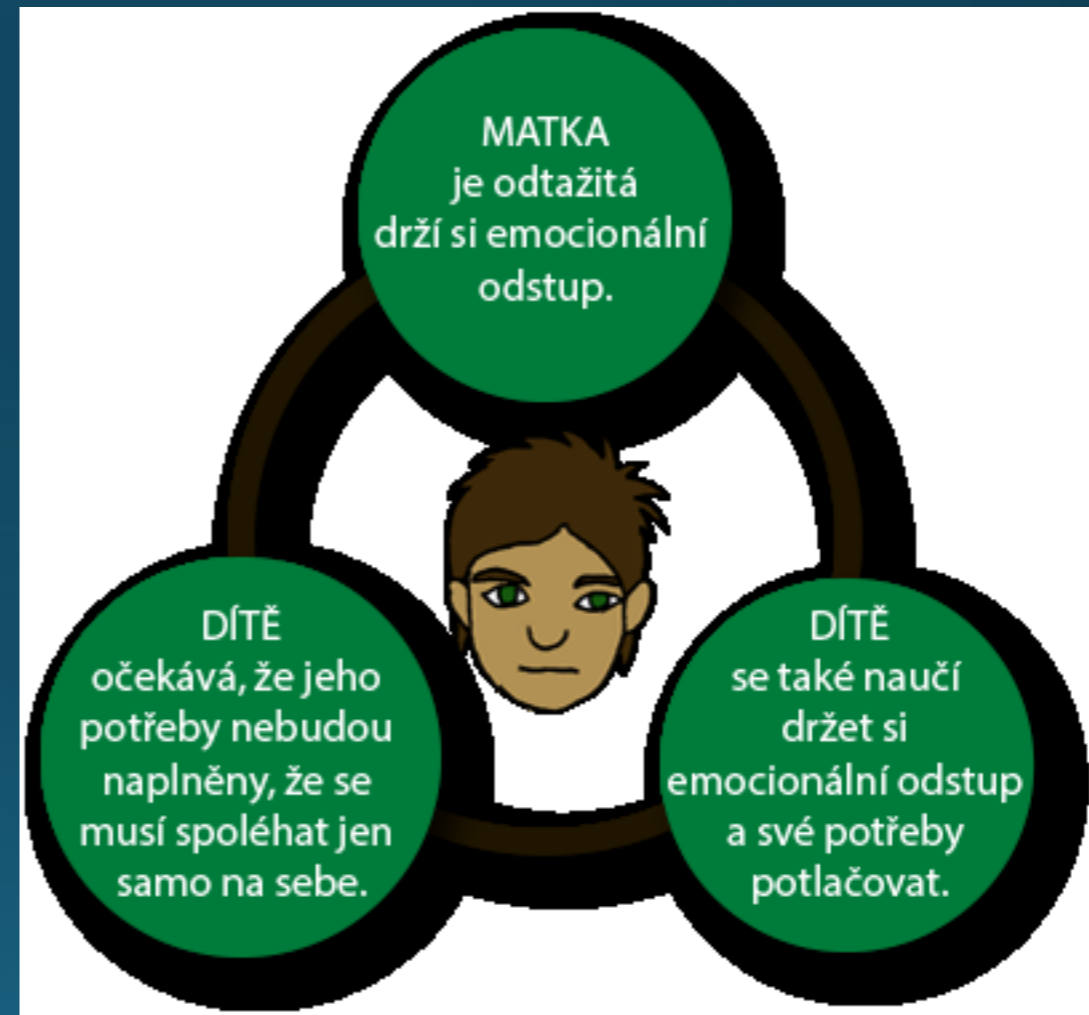 MATKA
je odtažitá
drží si emocionální
odstup.
DÍTĚ
očekává, že jeho
potřeby nebudou
naplněny, že se
musí spoléhat jen
samo na sebe.
DÍTĚ
se také naučí
držet si
emocionální odstup
a své potřeby
potlačovat.